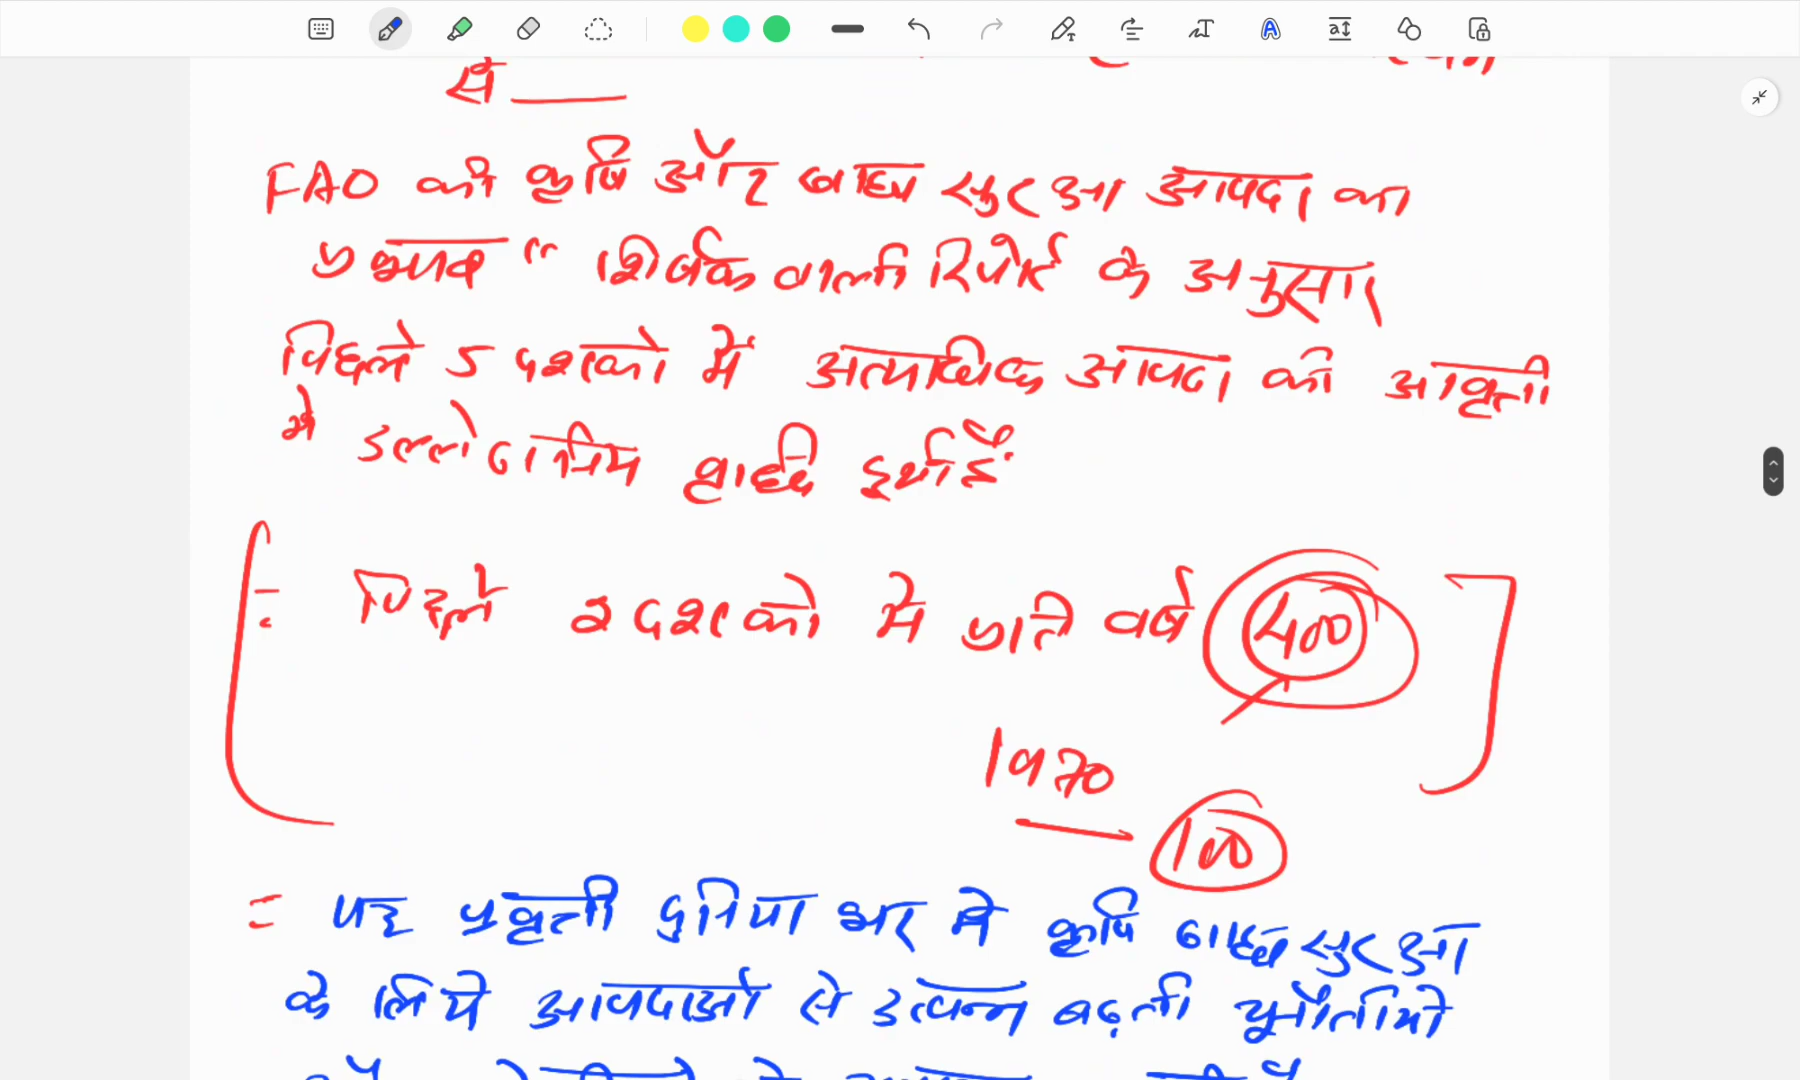 से
FAO की कृषि और खाद्य सुरक्षा आपदा का
प्रभाव" शिर्षक वाली रिपोर्ट के अनुसार
पिछले 5 दशको में अत्यधिक आपदा की आवृत्ती
मे उल्लेखनिय वृद्धि हुयी हैं
= पिछले 2 दशको में प्रति वर्ष 400
1970
100
= यह प्रवृत्ती दुनिया भर मे कृषि खाद्य सुरक्षा
के लिये आपदाओ से उत्पन्न बढ़ती चुनौतियो